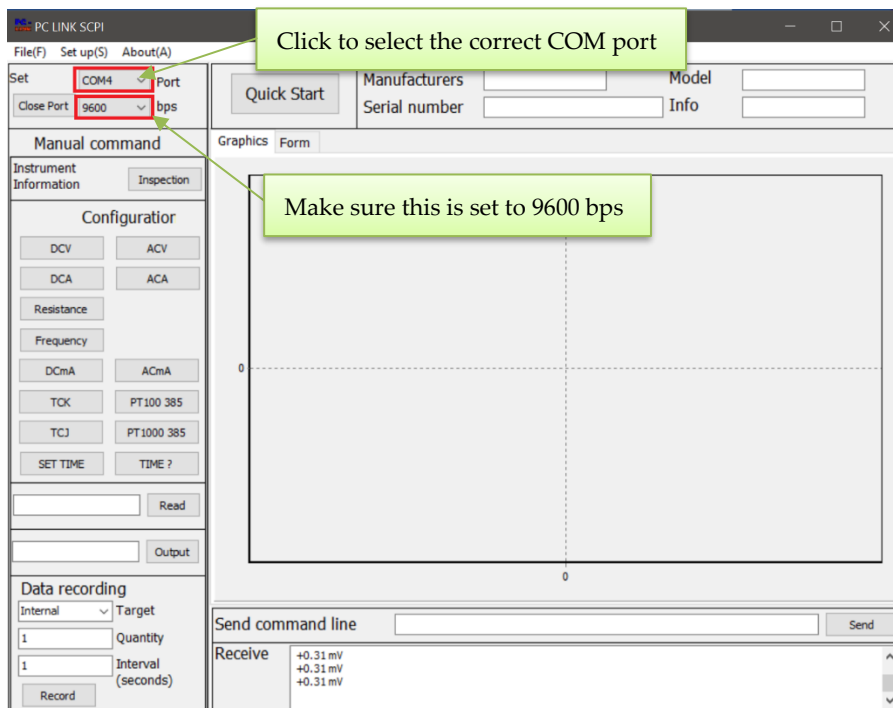 PC LINK SCPI
Click to select the correct COM port
File(F) Set up(S) About(A)
Set COM4 Port
Close Port 9600 bps
Quick Start
Manufacturers
Model
Serial number
Info
Manual command
Instrument
Information
Inspection
Configuratior
DCV ACV
DCA ACA
Resistance
Frequency
DCmA ACmA
TCK PT100 385
TCJ PT1000 385
SET TIME TIME ?
Read
Output
Data recording
Internal Target
1 Quantity
1 Interval
(seconds)
Record
Graphics Form
Make sure this is set to 9600 bps
0
0
Send command line Send
Receive
+0.31 mV
+0.31 mV
+0.31 mV